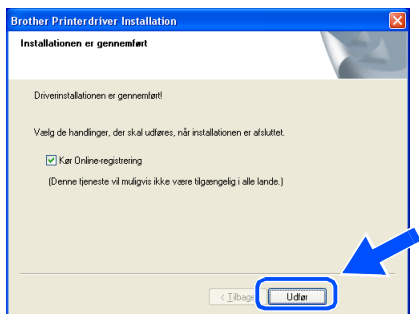 Brother Printerdriver Installation
Installationen er gennemført
Driverinstallationen er gennemført!
Vælg de handlinger, der skal udføres, når installationen er afsluttet.
Kør Online-registrering
(Denne tjeneste vil muligvis ikke være tilgængelig i alle lande.)
< Tilbage
Udfør